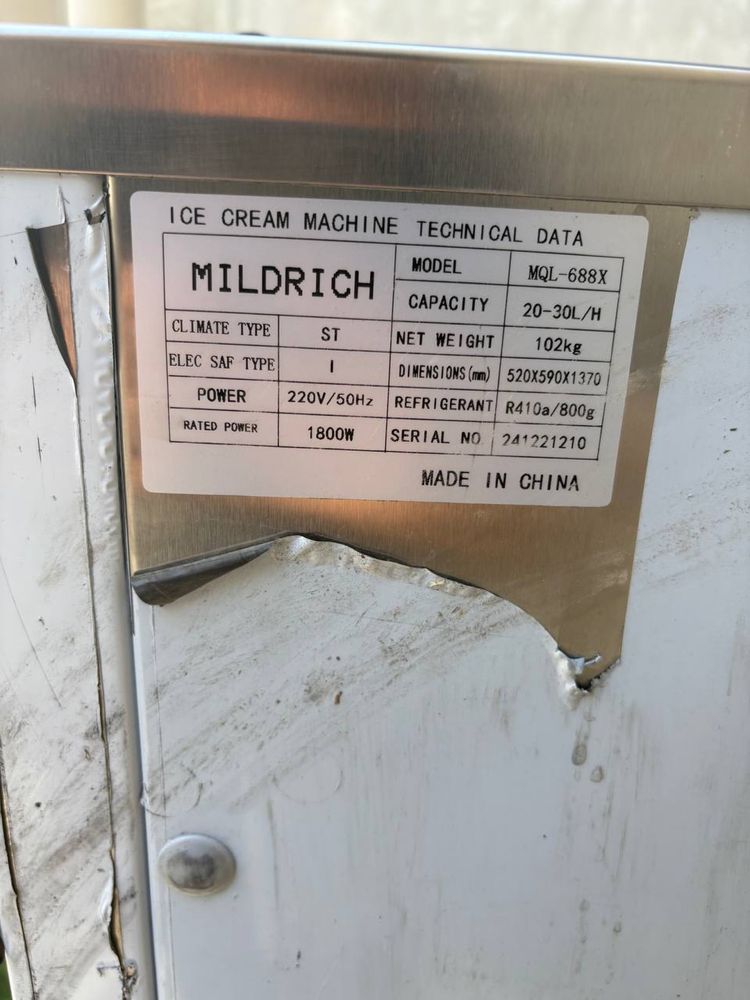 ICE CREAM MACHINE TECHNICAL DATA
MILDRICH
MODEL MQL-688X
CAPACITY 20-30L/H
CLIMATE TYPE ST NET WEIGHT 102kg
ELEC SAF TYPE I DIMENSIONS(mm) 520X590X1370
POWER 220V/50Hz REFRIGERANT R410a/800g
RATED POWER 1800W SERIAL NO 241221210
MADE IN CHINA